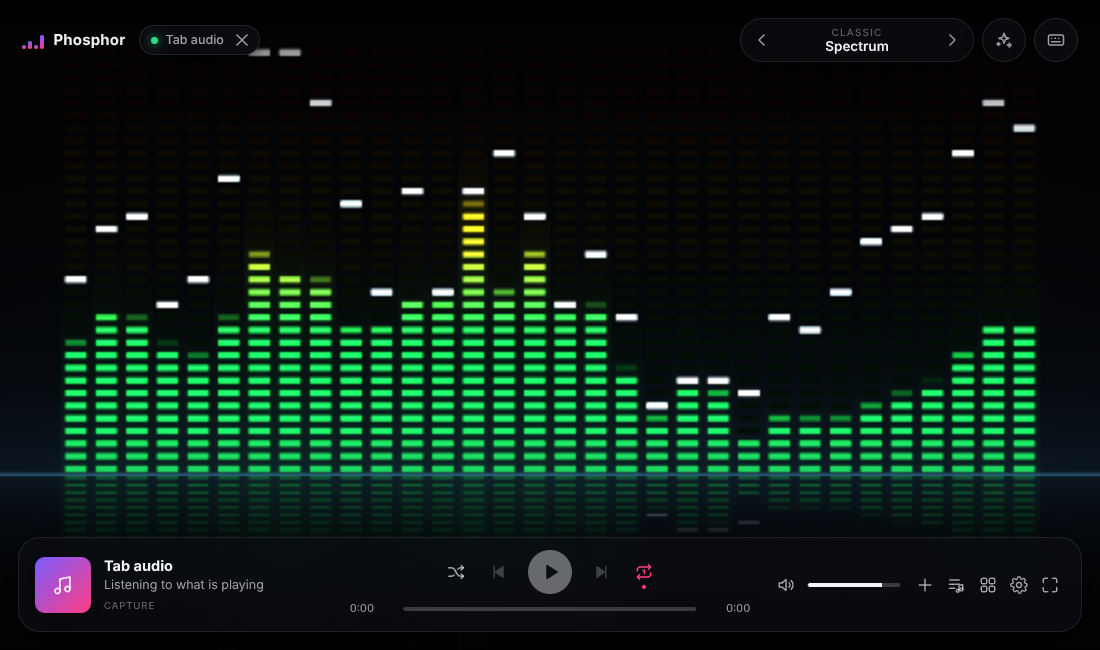 Phosphor
Tab audio
CLASSIC
Spectrum
Tab audio
Listening to what is playing
CAPTURE
0:00
0:00